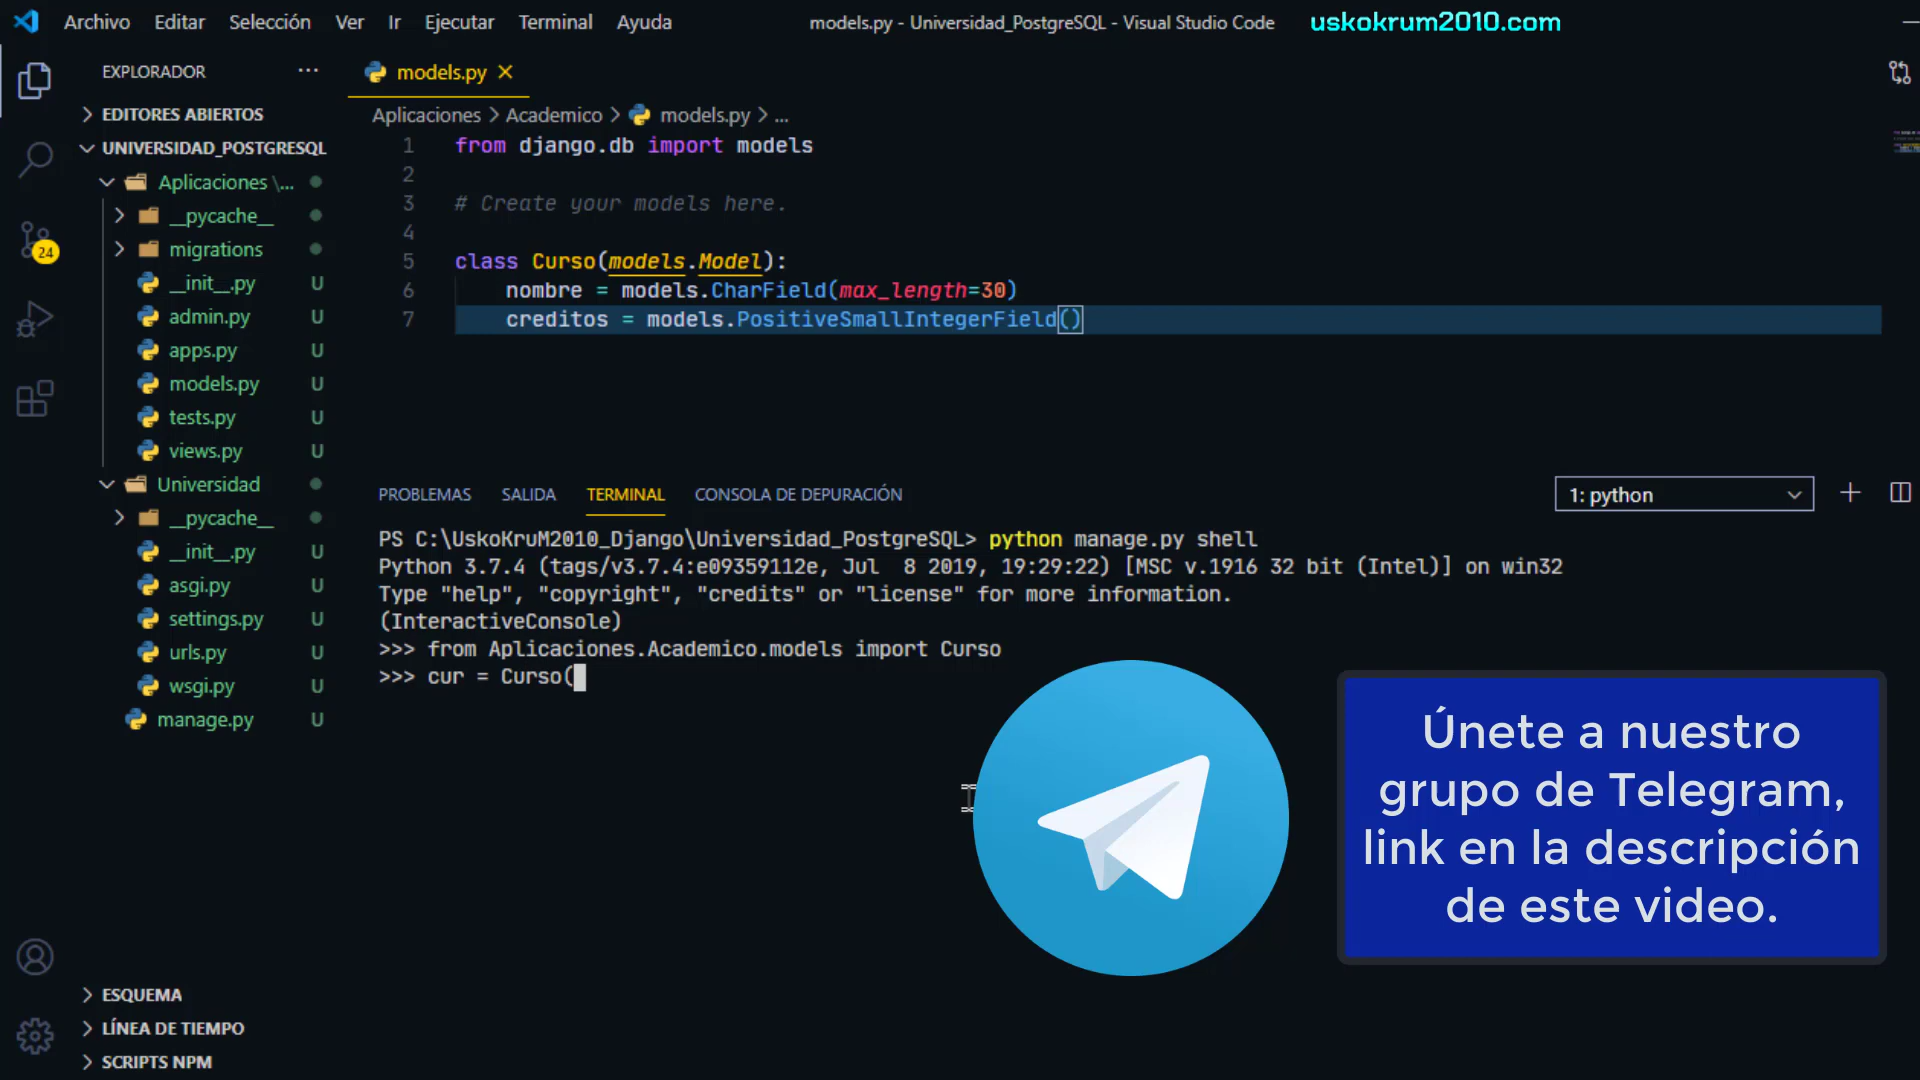 Archivo Editar Selección Ver Ir Ejecutar Terminal Ayuda models.py - Universidad_PostgreSQL - Visual Studio Code uskokrum2010.com
EXPLORADOR ...
EDITORES ABIERTOS
UNIVERSIDAD_POSTGRESQL
Aplicaciones \...
__pycache__
migrations
__init__.py U
admin.py U
apps.py U
models.py U
tests.py U
views.py U
Universidad
__pycache__
__init__.py U
asgi.py U
settings.py U
urls.py U
wsgi.py U
manage.py U
ESQUEMA
LÍNEA DE TIEMPO
SCRIPTS NPM
24
models.py
Aplicaciones > Academico > models.py > ...
1 from django.db import models
2
3 # Create your models here.
4
5 class Curso(models.Model):
6 nombre = models.CharField(max_length=30)
7 creditos = models.PositiveSmallIntegerField()
PROBLEMAS SALIDA TERMINAL CONSOLA DE DEPURACIÓN 1: python
PS C:\UskoKruM2010_Django\Universidad_PostgreSQL> python manage.py shell
Python 3.7.4 (tags/v3.7.4:e09359112e, Jul  8 2019, 19:29:22) [MSC v.1916 32 bit (Intel)] on win32
Type "help", "copyright", "credits" or "license" for more information.
(InteractiveConsole)
>>> from Aplicaciones.Academico.models import Curso
>>> cur = Curso(
Únete a nuestro
grupo de Telegram,
link en la descripción
de este video.